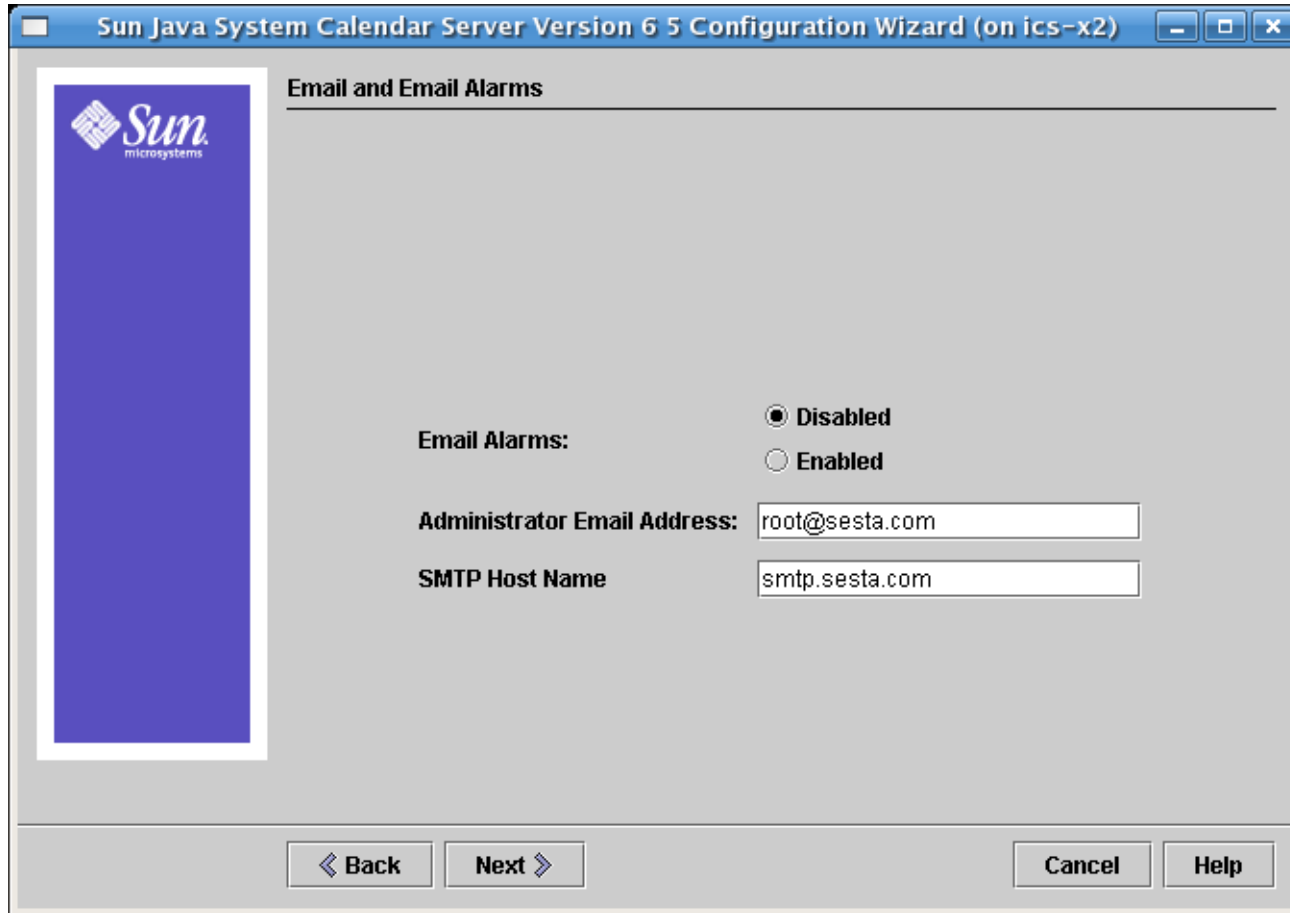 Sun Java System Calendar Server Version 6 5 Configuration Wizard (on ics-x2)
Sun
microsystems
Email and Email Alarms
Email Alarms:
Disabled
Enabled
Administrator Email Address: root@sesta.com
SMTP Host Name smtp.sesta.com
Back Next Cancel Help